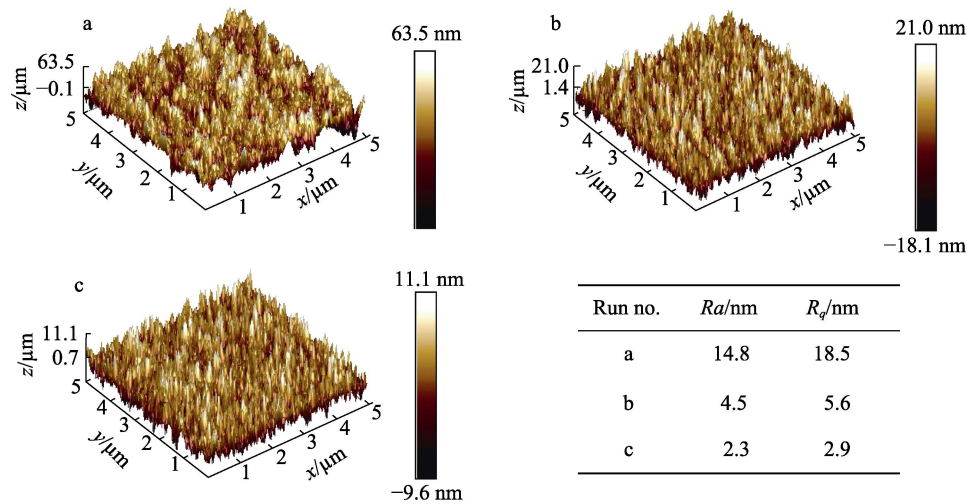 a
63.5 nm
63.5
−0.1
z/μm
5
4
3
2
1
y/μm
1
2
3
4
5
x/μm
b
21.0 nm
−18.1 nm
21.0
1.4
z/μm
5
4
3
2
1
y/μm
1
2
3
4
5
x/μm
c
11.1 nm
−9.6 nm
11.1
0.7
z/μm
5
4
3
2
1
y/μm
1
2
3
4
5
x/μm
Run no. Ra/nm Rq/nm
a 14.8 18.5
b 4.5 5.6
c 2.3 2.9